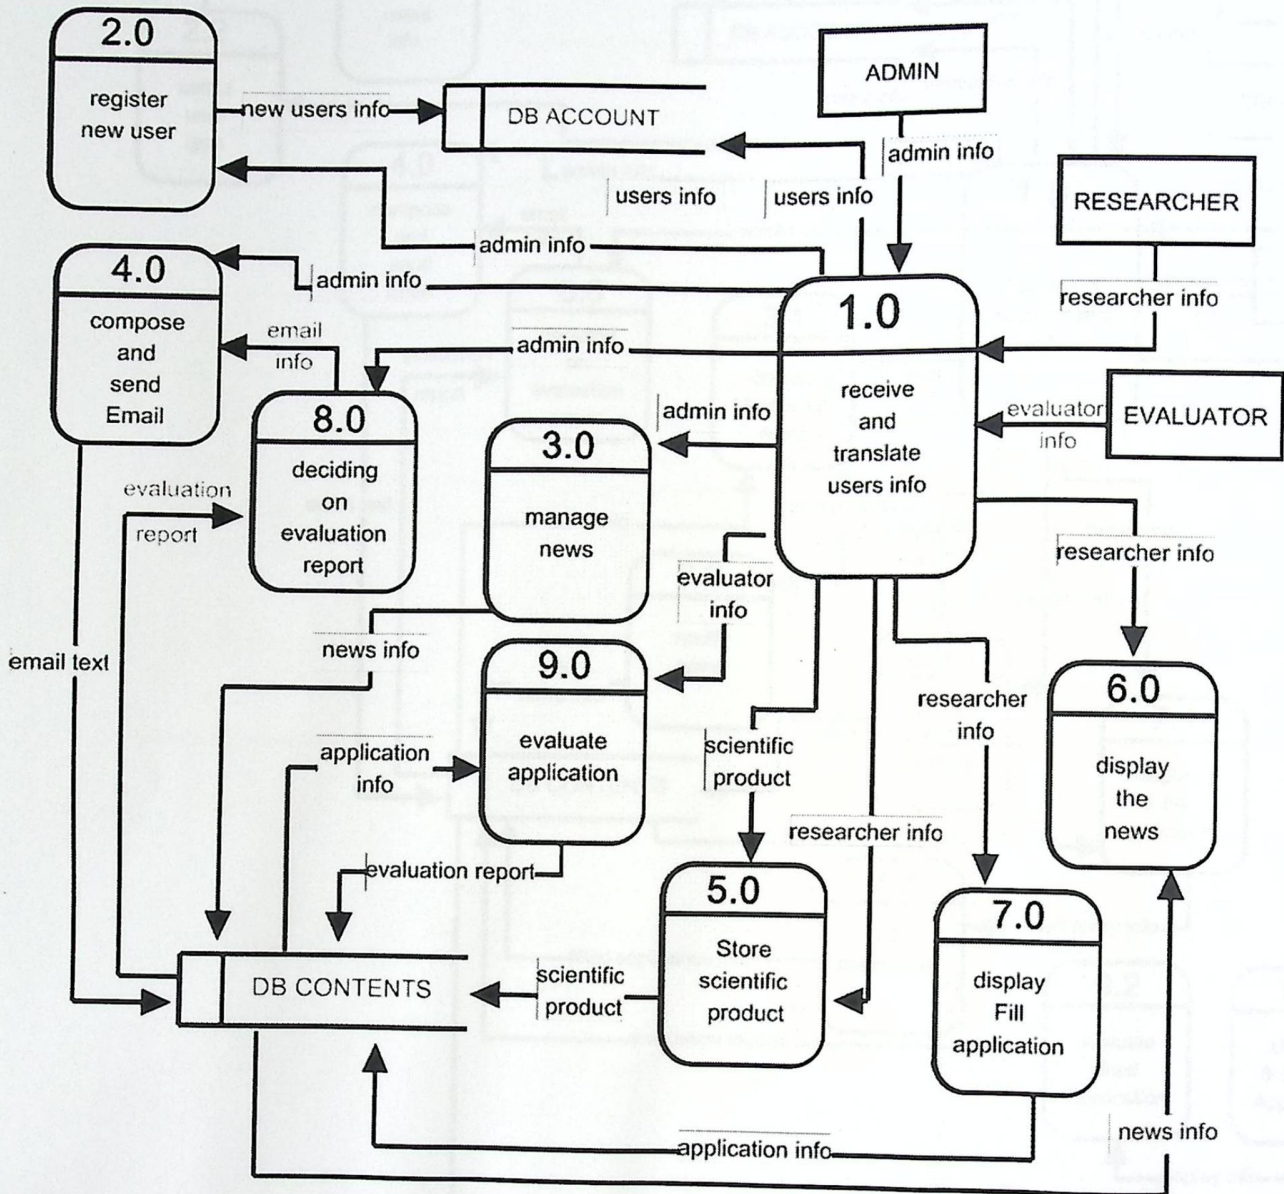 2.0
register
new user
new users info
DB ACCOUNT
ADMIN
admin info
users info
users info
RESEARCHER
researcher info
admin info
4.0
compose
and
send
Email
admin info
email
info
admin info
1.0
receive
and
translate
users info
evaluator
info
EVALUATOR
8.0
deciding
on
evaluation
report
admin info
3.0
manage
news
evaluation
report
researcher info
evaluator
info
email text
news info
9.0
evaluate
application
application
info
scientific
product
researcher
info
6.0
display
the
news
researcher info
evaluation report
5.0
Store
scientific
product
7.0
display
Fill
application
DB CONTENTS
scientific
product
application info
news info